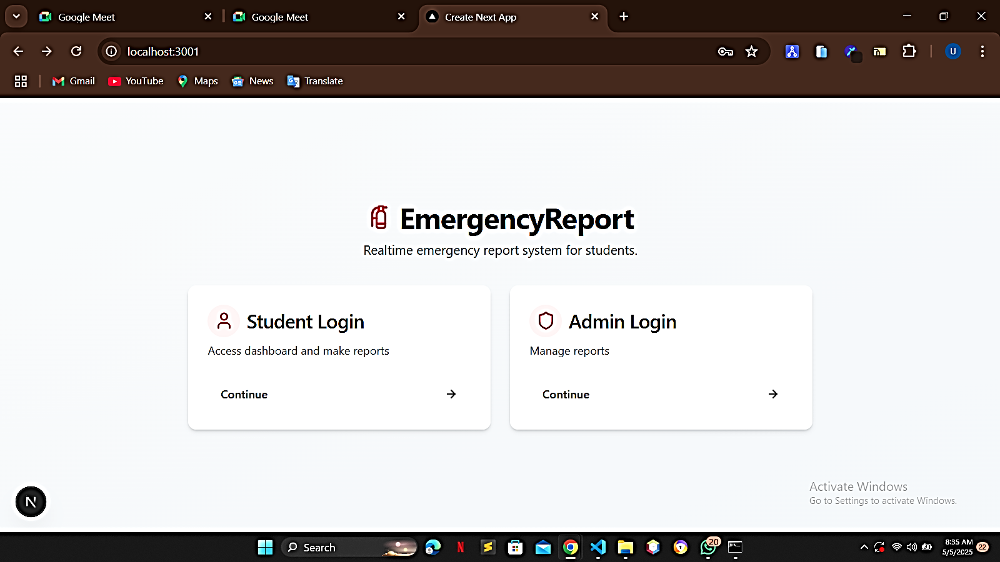 Google Meet
Google Meet
Create Next App
localhost:3001
U
Gmail
YouTube
Maps
News
Translate
EmergencyReport
Realtime emergency report system for students.
Student Login
Access dashboard and make reports
Continue
Admin Login
Manage reports
Continue
N
Activate Windows
Go to Settings to activate Windows.
Search
N
20
8:35 AM
5/5/2025
22